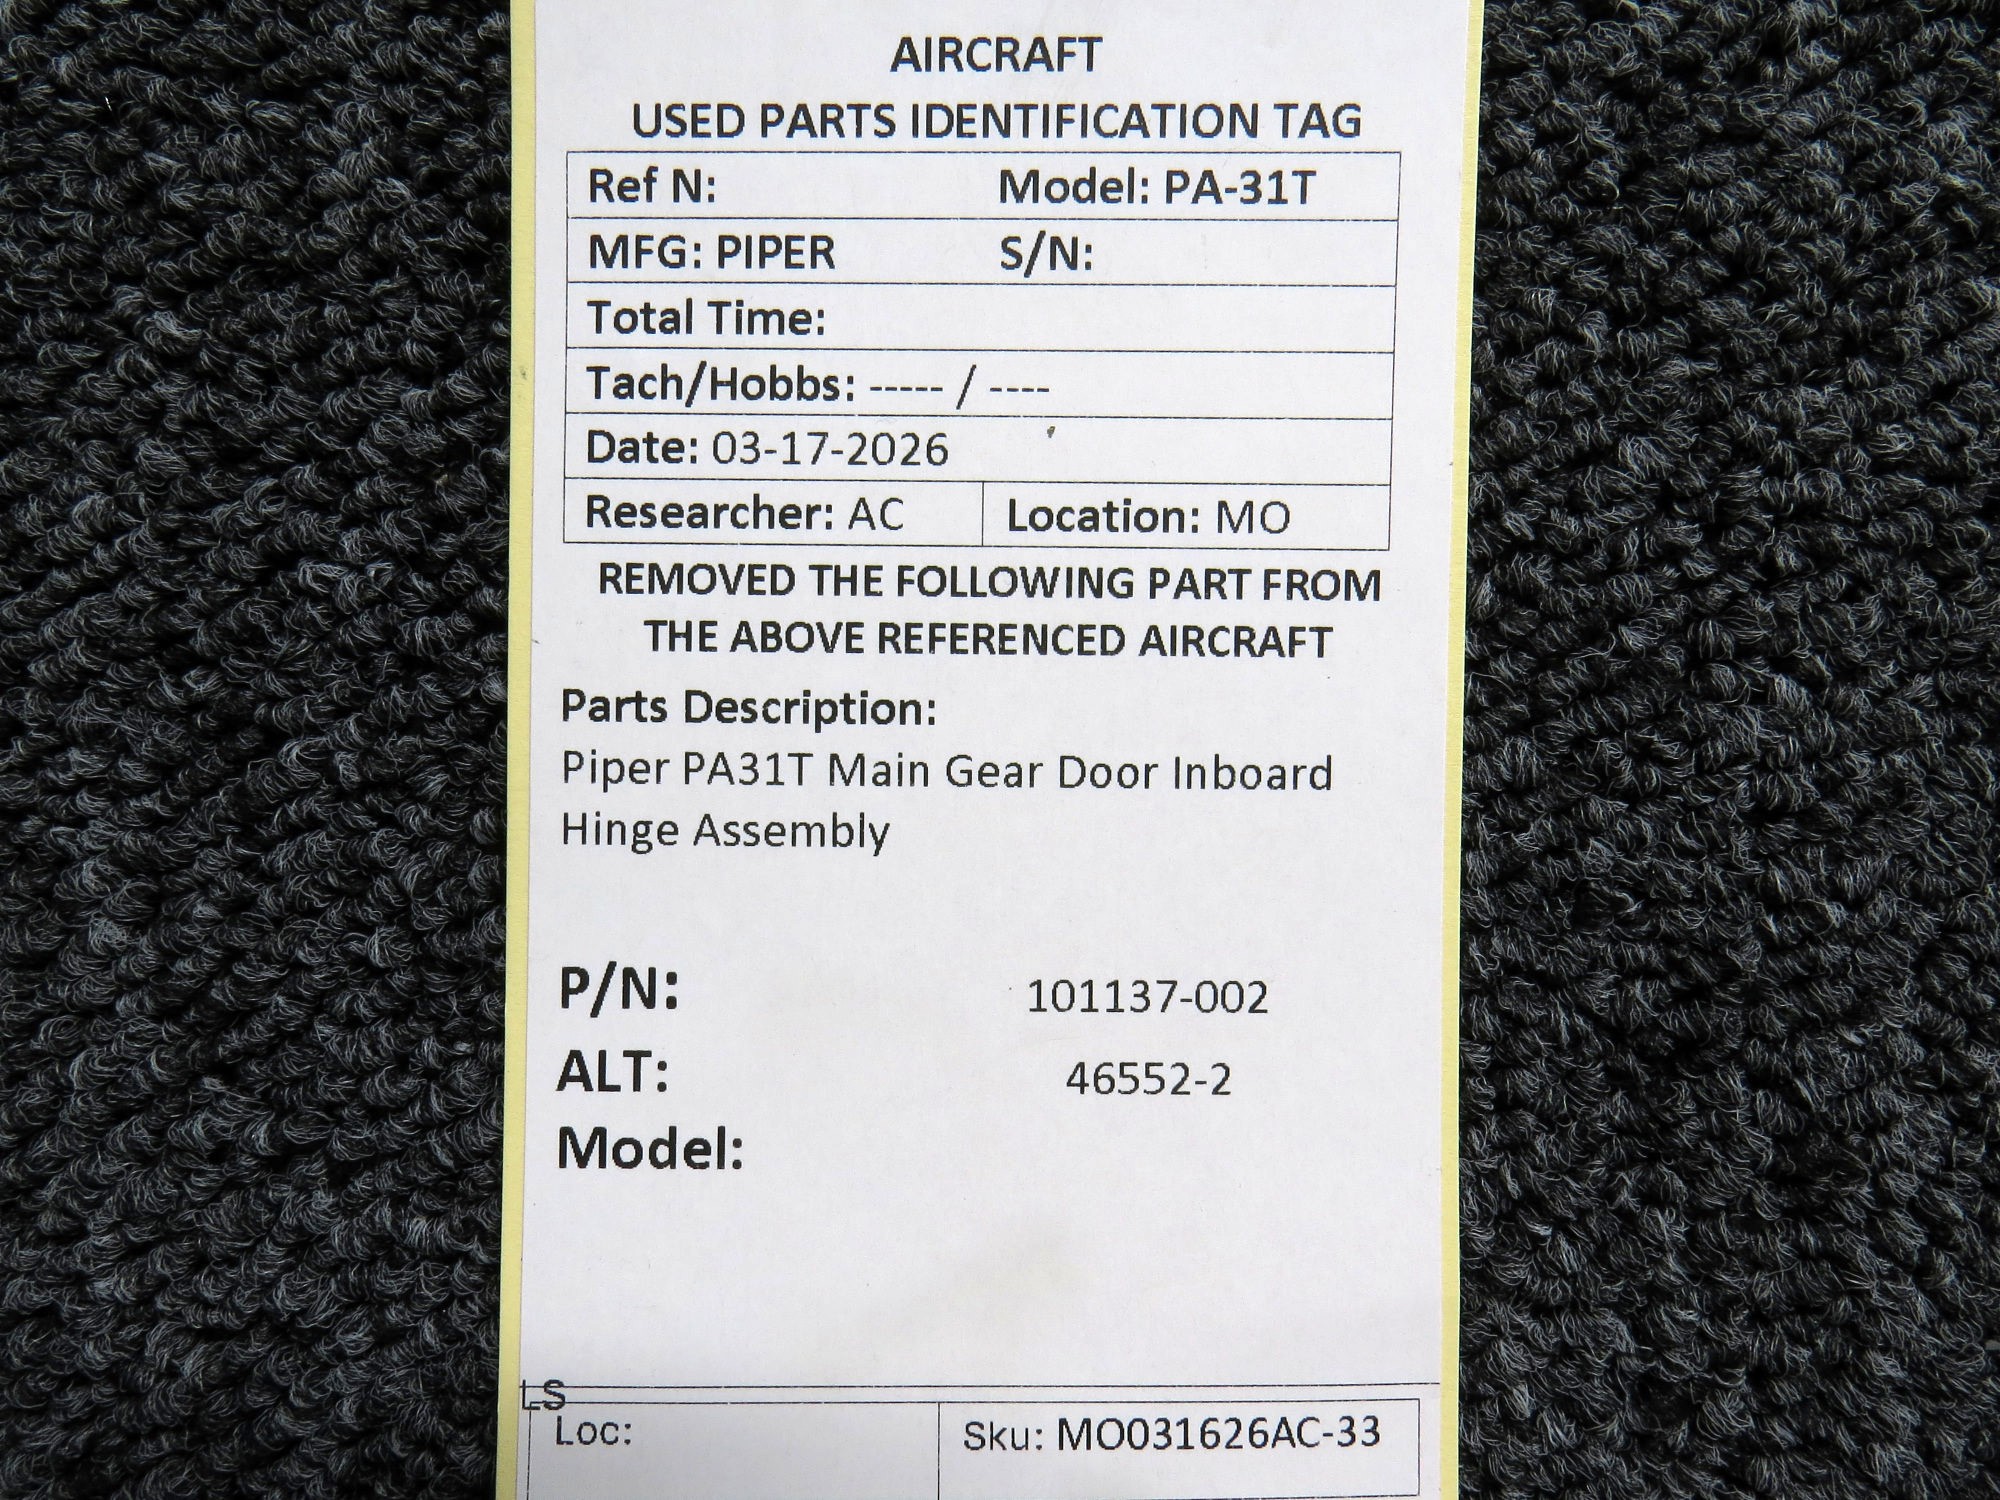 AIRCRAFT
USED PARTS IDENTIFICATION TAG
Ref N: Model: PA-31T
MFG: PIPER S/N:
Total Time:
Tach/Hobbs: ----- / ----
Date: 03-17-2026
Researcher: AC Location: MO
REMOVED THE FOLLOWING PART FROM
THE ABOVE REFERENCED AIRCRAFT
Parts Description:
Piper PA31T Main Gear Door Inboard
Hinge Assembly
P/N: 101137-002
ALT: 46552-2
Model:
LS
Loc: Sku: MO031626AC-33